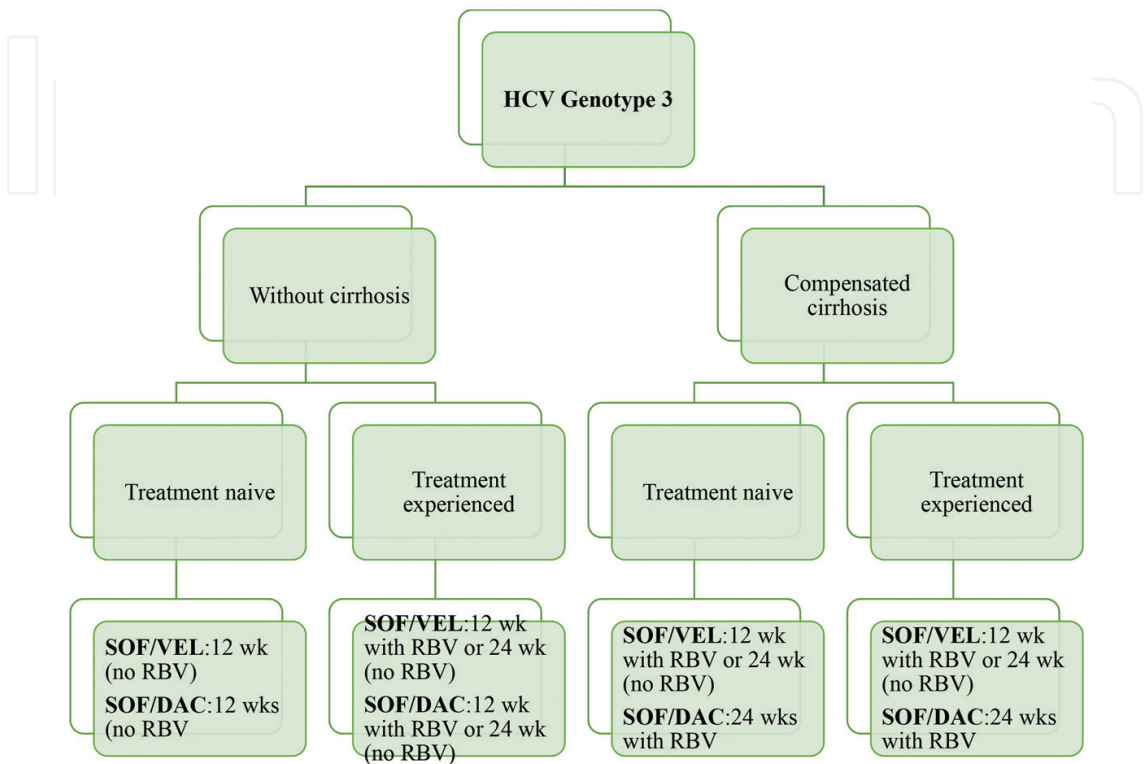 HCV Genotype 3
Without cirrhosis
Compensated
cirrhosis
Treatment naive
Treatment
experienced
Treatment naive
Treatment
experienced
SOF/VEL:12 wk
(no RBV)
SOF/DAC:12 wks
(no RBV
SOF/VEL:12 wk
with RBV or 24 wk
(no RBV)
SOF/DAC:12 wk
with RBV or 24 wk
(no RBV)
SOF/VEL:12 wk
with RBV or 24 wk
(no RBV)
SOF/DAC:24 wks
with RBV
SOF/VEL:12 wk
with RBV or 24 wk
(no RBV)
SOF/DAC:24 wks
with RBV